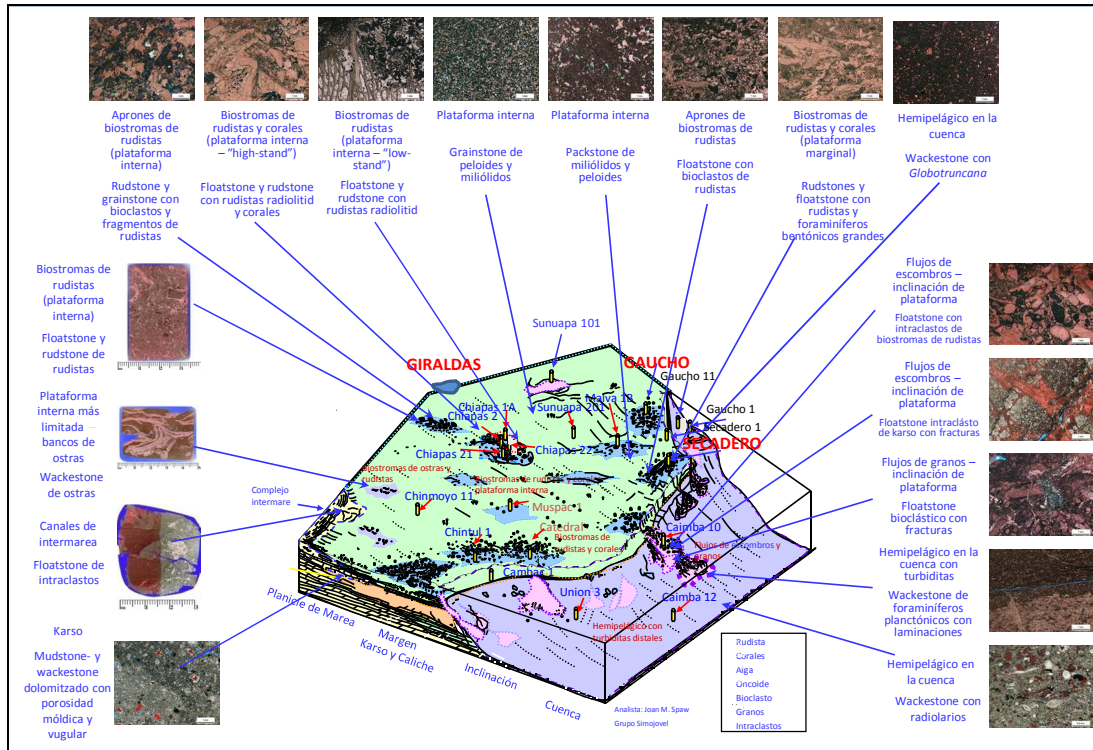 Aprones de
biostromas de
rudistas
(plataforma
interna)
Rudstone y
grainstone con
bioclastos y
fragmentos de
rudistas
Biostromas de
rudistas y corales
(plataforma interna
– “high-stand”)
Floatstone y rudstone
con rudistas radiolitid
y corales
Biostromas de
rudistas
(plataforma
interna – “low-
stand”)
Floatstone y
rudstone con
rudistas radiolitid
Plataforma interna
Grainstone de
peloides y
miliólidos
Plataforma interna
Packstone de
miliólidos y
peloides
Aprones de
biostromas de
rudistas
Floatstone con
bioclastos de
rudistas
Biostromas de
rudistas y corales
(plataforma
marginal)
Rudstones y
floatstone con
rudistas y
foraminíferos
bentónicos grandes
Hemipelágico en
la cuenca
Wackestone con
Globotruncana
Biostromas de
rudistas
(plataforma
interna)
Floatstone y
rudstone de
rudistas
Plataforma
interna más
limitada –
bancos de
ostras
Wackestone
de ostras
Canales de
intermarea
Floatstone de
intraclastos
Karso
Mudstone- y
wackestone
dolomitzado con
porosidad
móldica y
vugular
Flujos de
escombros –
inclinación de
plataforma
Floatstone con
intraclastos de
biostromas de rudistas
Flujos de
escombros –
inclinación de
plataforma
Floatstone intraclásto
de karso con fracturas
Flujos de granos –
inclinación de
plataforma
Floatstone
bioclástico con
fracturas
Hemipelágico en la
cuenca con
turbiditas
Wackestone de
foraminíferos
planctónicos con
laminaciones
Hemipelágico en
la cuenca
Wackestone con
radiolarios
Sunuapa 101
GIRALDAS
GAUCHO
Gaucho 11
Gaucho 1
Secadero 1
SECADERO
Malva 1B
Chiapas 1A
Chiapas 2
Sunuapa 201
Chiapas 21
Chiapas 22
Biostromas de ostras y
rudistas
Biostromas de rudistas y corales
plataforma interna
Complejo
intermare
Chinmoyo 11
Muspac 1
Chintul 1
Catedral
Biostromas de
rudistas y corales
Caimba 10
Flujos de escombros y
granos
Cambac 1
Union 3
Caimba 12
Hemipelágico con
turbiditas distales
Planicie de Marea
Margen
Karso y Caliche
Inclinación
Cuenca
Analista: Joan M. Spaw
Grupo Simojovel
Rudista
Corales
Aiga
Oncoide
Bioclasto
Granos
Intraclastos